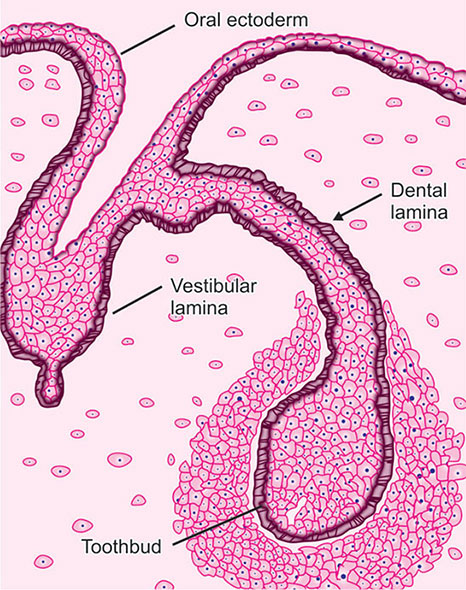 Oral ectoderm
Dental
lamina
Vestibular
lamina
Toothbud